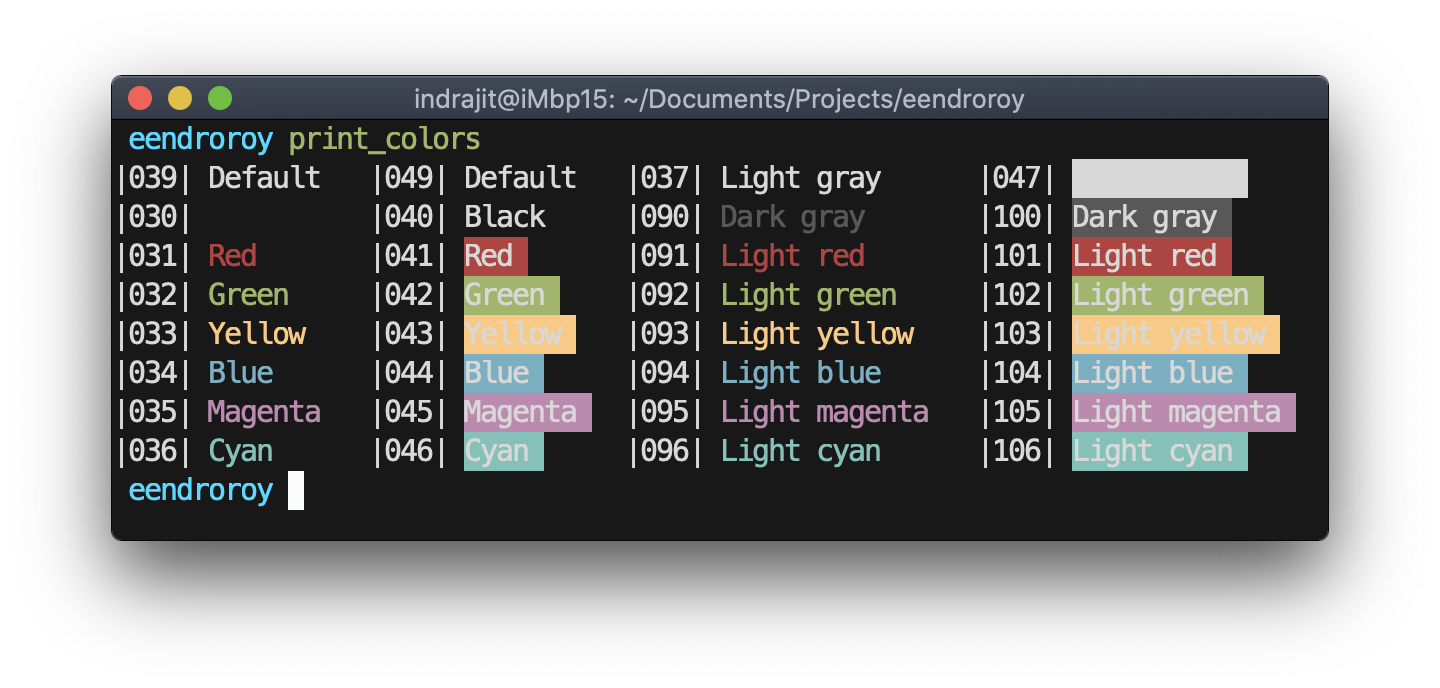 indrajit@iMbp15: ~/Documents/Projects/eendroroy
eendroroy print_colors
|039| Default |049| Default |037| Light gray |047|
|030| |040| Black |090| Dark gray |100| Dark gray
|031| Red |041| Red |091| Light red |101| Light red
|032| Green |042| Green |092| Light green |102| Light green
|033| Yellow |043| Yellow |093| Light yellow |103| Light yellow
|034| Blue |044| Blue |094| Light blue |104| Light blue
|035| Magenta |045| Magenta |095| Light magenta |105| Light magenta
|036| Cyan |046| Cyan |096| Light cyan |106| Light cyan
eendroroy